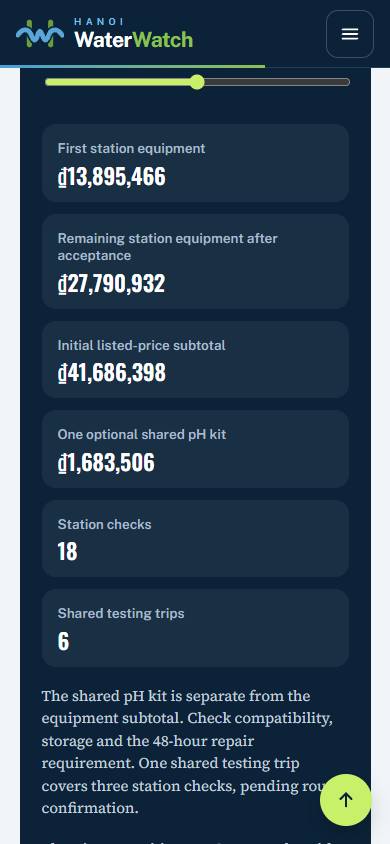 HANOI
WaterWatch
First station equipment
₫13,895,466
Remaining station equipment after
acceptance
₫27,790,932
Initial listed-price subtotal
₫41,686,398
One optional shared pH kit
₫1,683,506
Station checks
18
Shared testing trips
6
The shared pH kit is separate from the
equipment subtotal. Check compatibility,
storage and the 48-hour repair
requirement. One shared testing trip
covers three station checks, pending
confirmation.